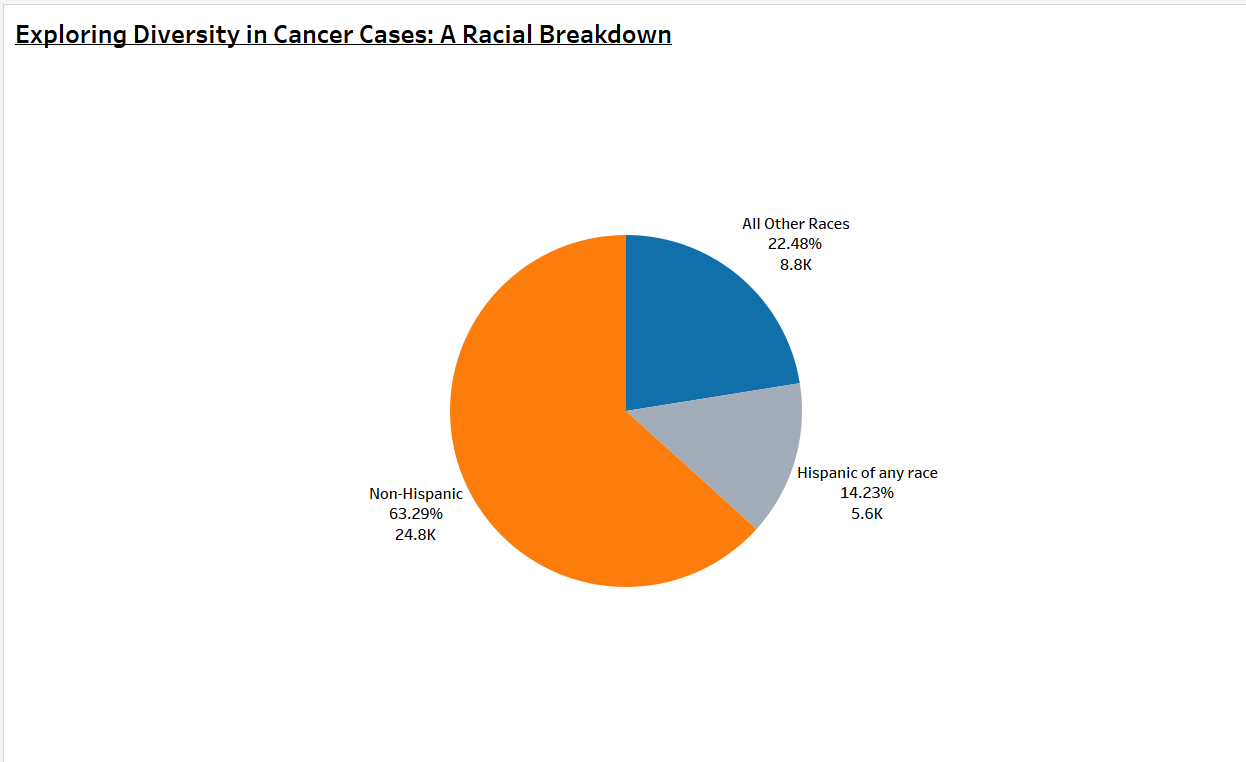 Exploring Diversity in Cancer Cases: A Racial Breakdown
All Other Races
22.48%
8.8K
Hispanic of any race
14.23%
5.6K
Non-Hispanic
63.29%
24.8K